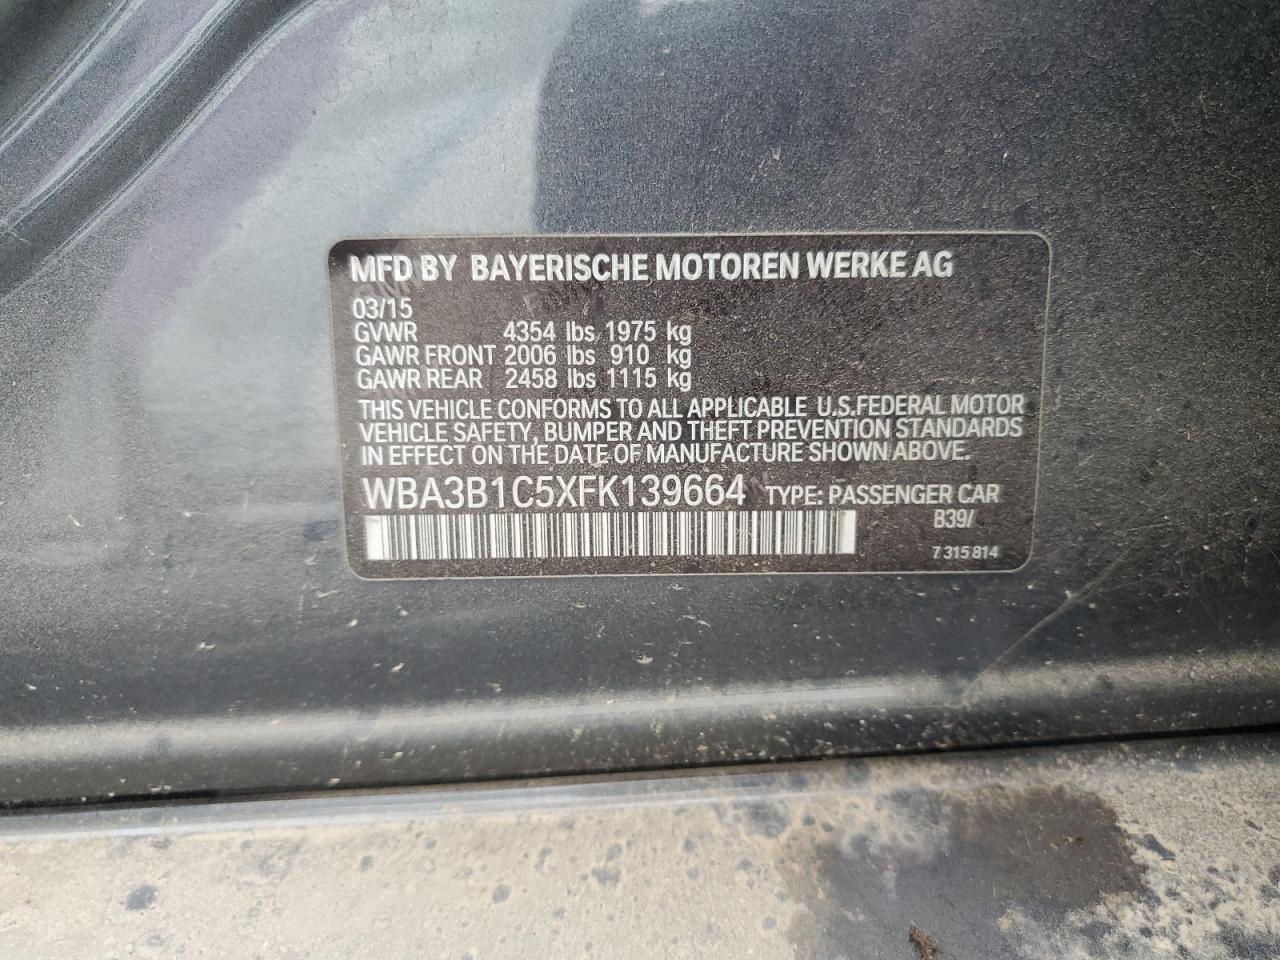 MFD BY BAYERISCHE MOTOREN WERKE AG
03/15
GVWR 4354 lbs 1975 kg
GAWR FRONT 2006 lbs 910 kg
GAWR REAR 2458 lbs 1115 kg
THIS VEHICLE CONFORMS TO ALL APPLICABLE U.S.FEDERAL MOTOR
VEHICLE SAFETY, BUMPER AND THEFT PREVENTION STANDARDS
IN EFFECT ON THE DATE OF MANUFACTURE SHOWN ABOVE.
WBA3B1C5XFK139664 TYPE: PASSENGER CAR
B39/
7 315 814